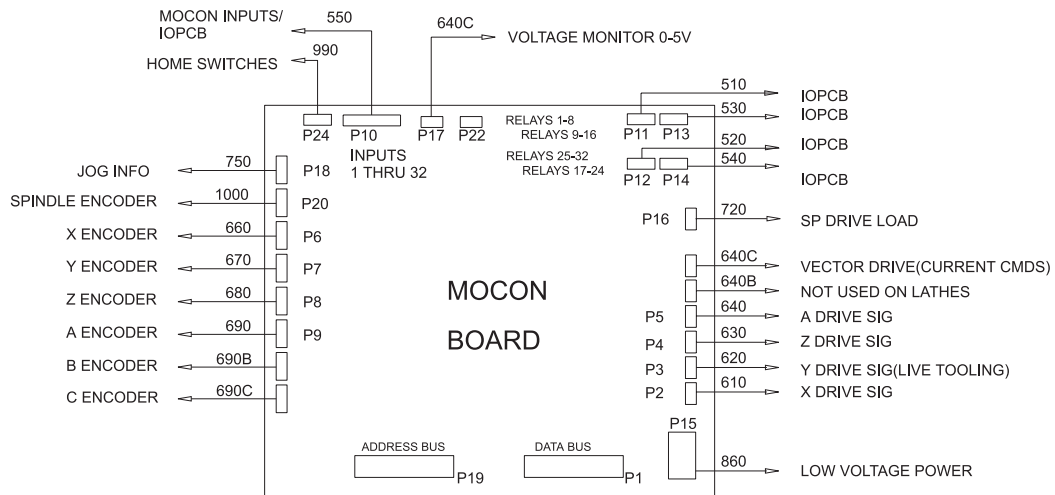 MOCON INPUTS/
IOPCB
550
640C
VOLTAGE MONITOR 0-5V
HOME SWITCHES
990
510
IOPCB
530
IOPCB
520
IOPCB
540
IOPCB
P24
P10
P17
P22
RELAYS 1-8
RELAYS 9-16
P11
P13
INPUTS
1 THRU 32
RELAYS 25-32
RELAYS 17-24
P12
P14
JOG INFO
750
P18
SPINDLE ENCODER
1000
P20
X ENCODER
660
P6
Y ENCODER
670
P7
Z ENCODER
680
P8
A ENCODER
690
P9
B ENCODER
690B
C ENCODER
690C
MOCON
BOARD
P16
720
SP DRIVE LOAD
640C
VECTOR DRIVE(CURRENT CMDS)
640B
NOT USED ON LATHES
P5
640
A DRIVE SIG
P4
630
Z DRIVE SIG
P3
620
Y DRIVE SIG(LIVE TOOLING)
P2
610
X DRIVE SIG
P15
860
LOW VOLTAGE POWER
ADDRESS BUS
P19
DATA BUS
P1